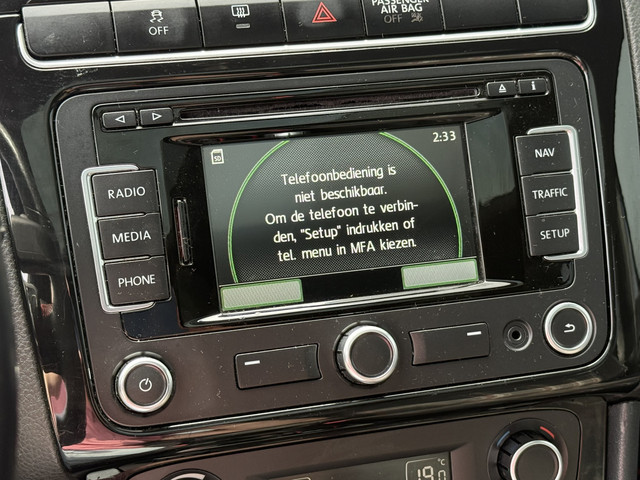 OFF
PASSENGER
AIR BAG
OFF
i
SD
2:33
Telefoonbediening is
niet beschikbaar.
Om de telefoon te verbin-
den, "Setup" indrukken of
tel. menu in MFA kiezen.
RADIO
MEDIA
PHONE
NAV
TRAFFIC
SETUP
19.0 °C